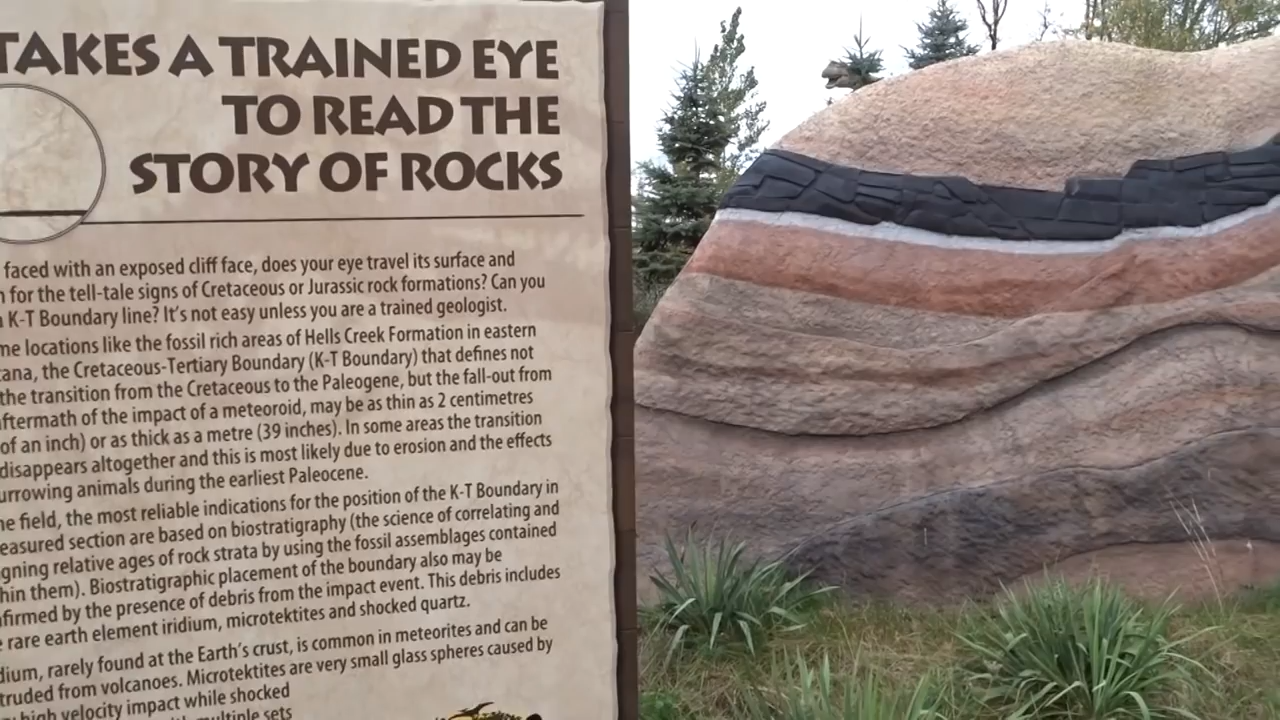 TAKES A TRAINED EYE
TO READ THE
STORY OF ROCKS
faced with an exposed cliff face, does your eye travel its surface and
for the tell-tale signs of Cretaceous or Jurassic rock formations? Can you
K-T Boundary line? It's not easy unless you are a trained geologist.
me locations like the fossil rich areas of Hells Creek Formation in eastern
tana, the Cretaceous-Tertiary Boundary (K-T Boundary) that defines not
the transition from the Cretaceous to the Paleogene, but the fall-out from
aftermath of the impact of a meteoroid, may be as thin as 2 centimetres
of an inch) or as thick as a metre (39 inches). In some areas the transition
disappears altogether and this is most likely due to erosion and the effects
urrowing animals during the earliest Paleocene.
he field, the most reliable indications for the position of the K-T Boundary in
easured section are based on biostratigraphy (the science of correlating and
igning relative ages of rock strata by using the fossil assemblages contained
hin them). Biostratigraphic placement of the boundary also may be
nfirmed by the presence of debris from the impact event. This debris includes
e rare earth element iridium, microtektites and shocked quartz.
dium, rarely found at the Earth's crust, is common in meteorites and can be
truded from volcanoes. Microtektites are very small glass spheres caused by
high velocity impact while shocked
multiple sets